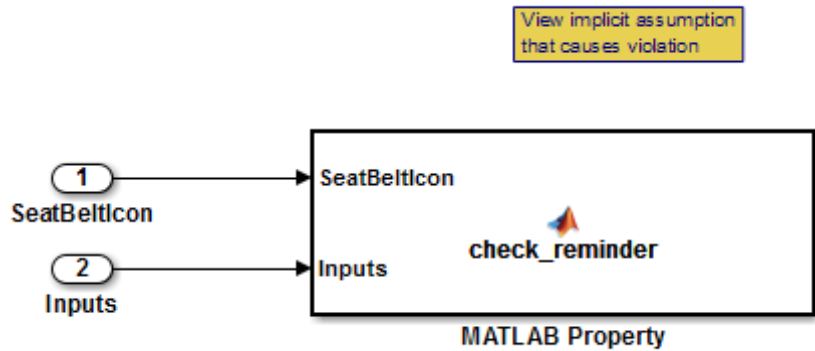 View implicit assumption
that causes violation
1
SeatBeltIcon
SeatBeltIcon
check_reminder
2
Inputs
Inputs
MATLAB Property